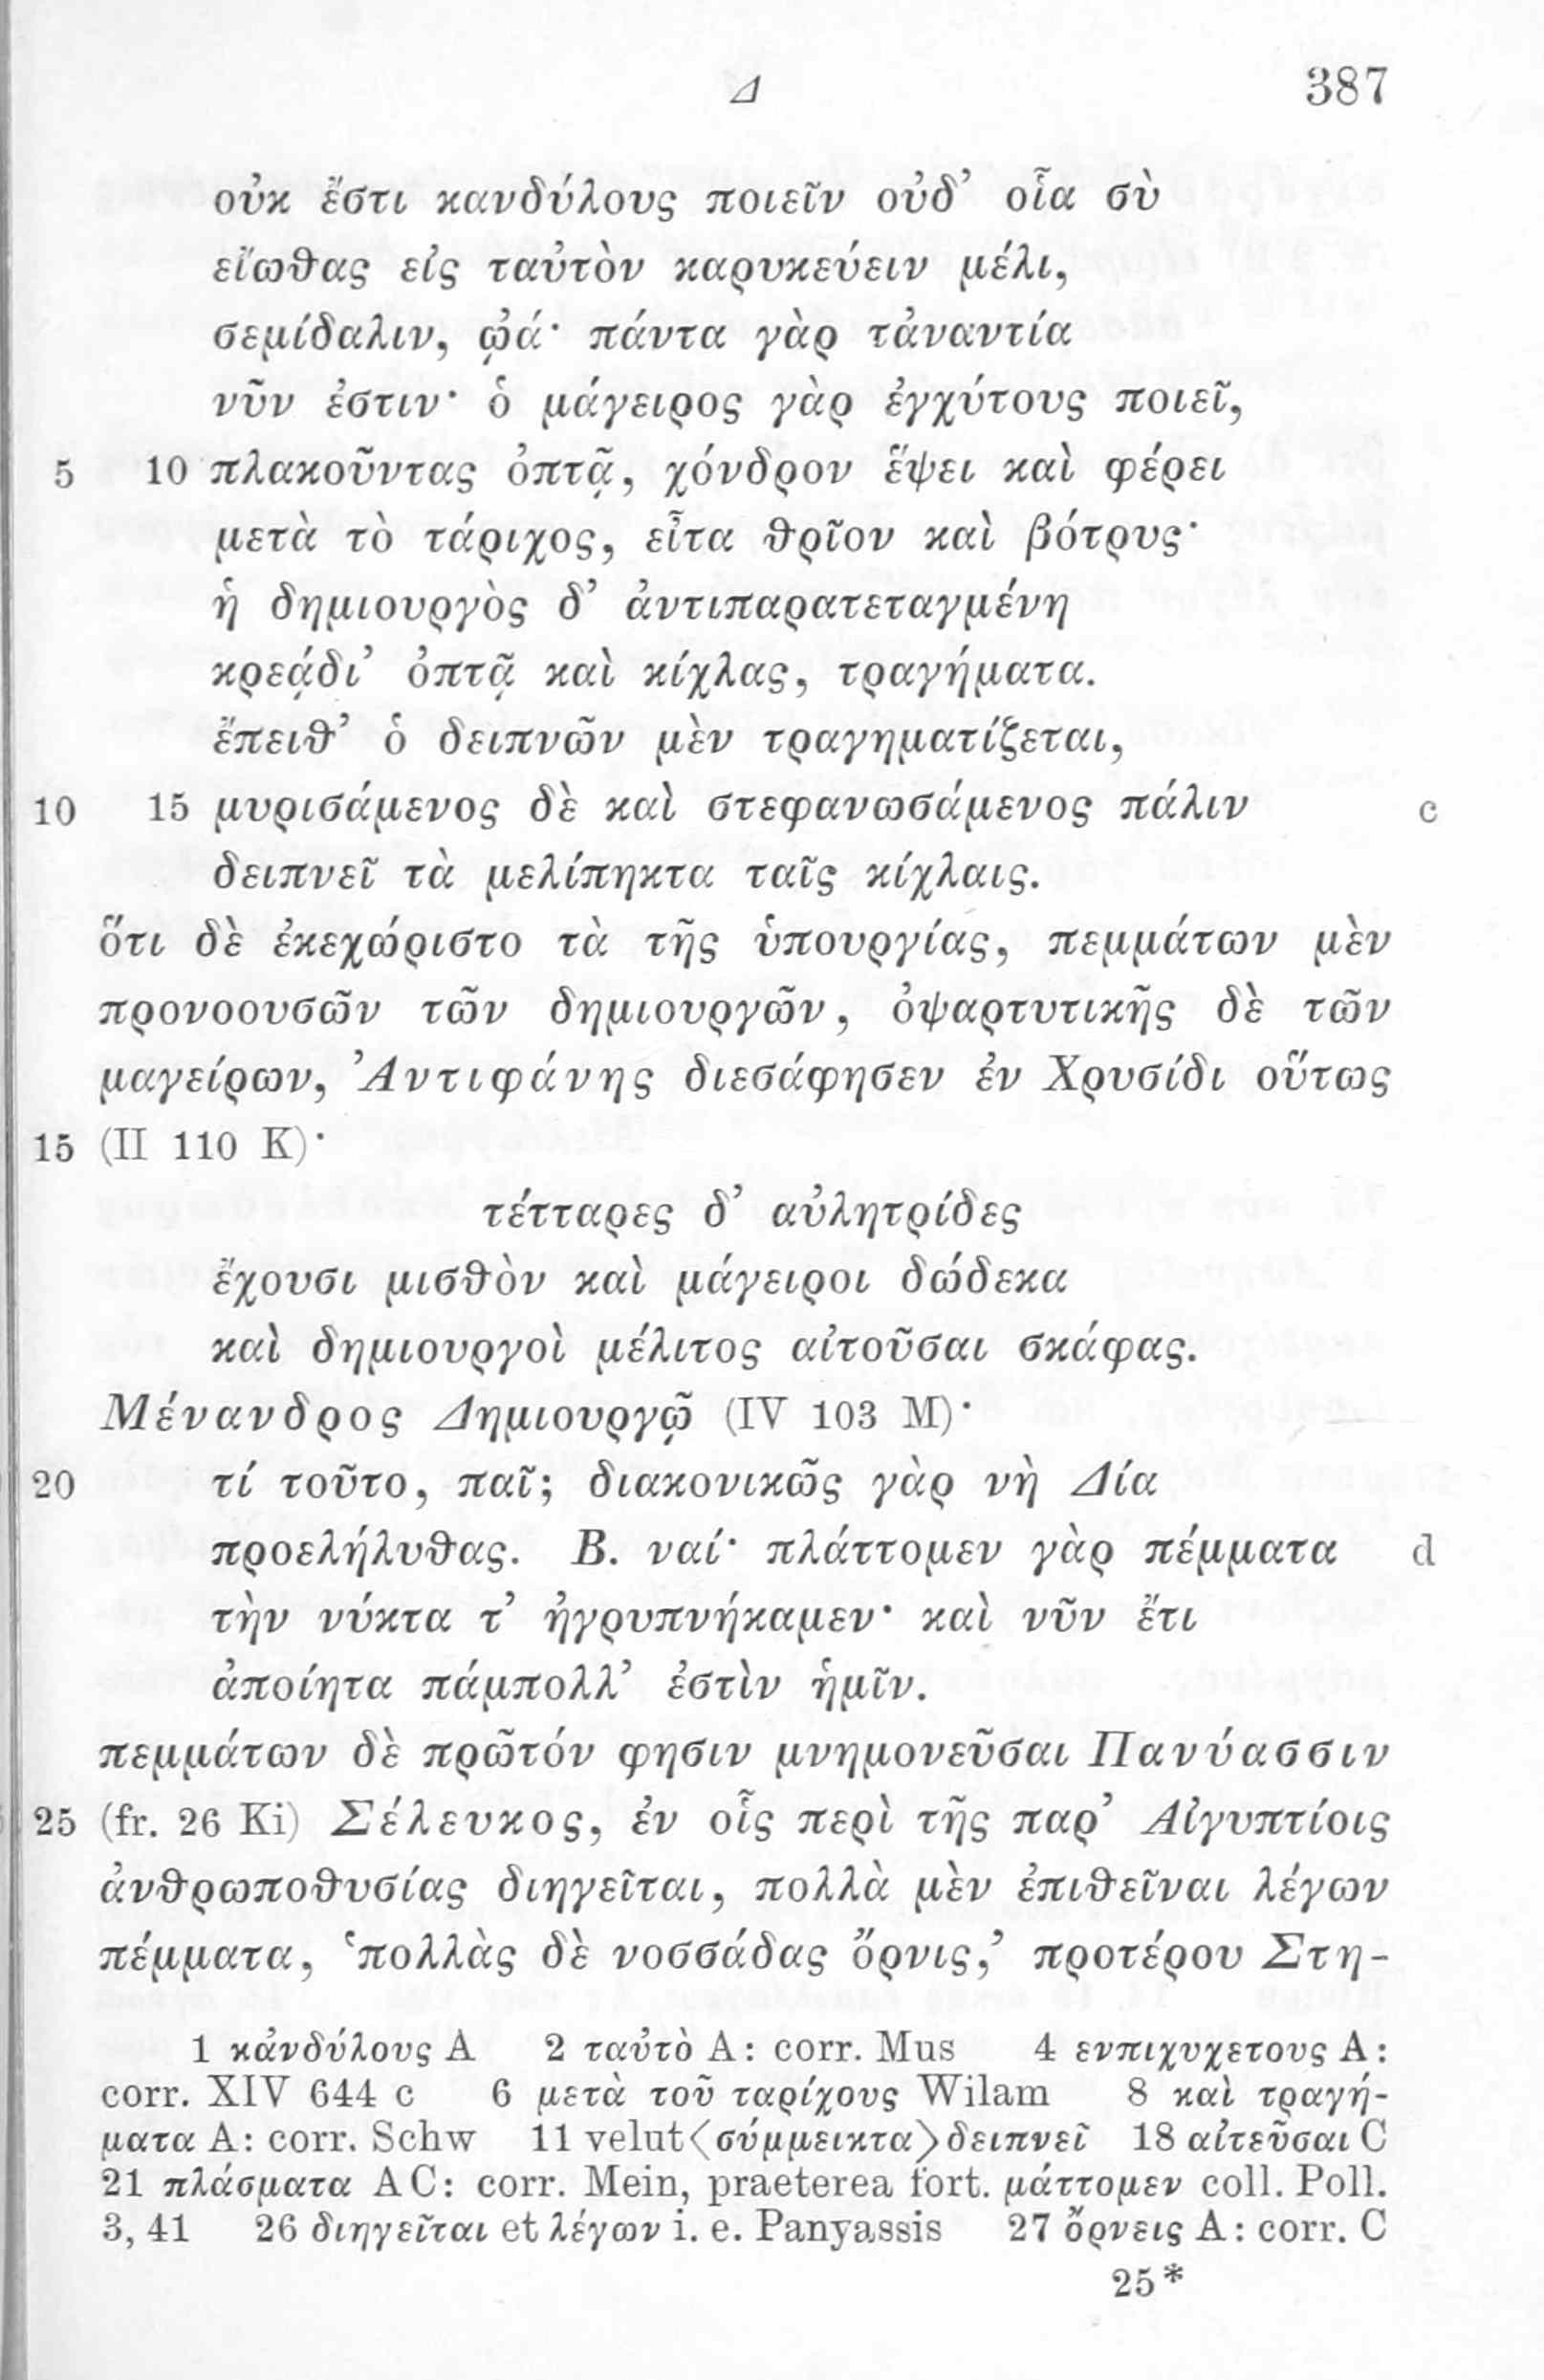 Δ 387
οὐκ ἔστι κανδύλους ποιεῖν οὐδ’ οἷα σὺ
εἴωθας εἰς ταὐτὸν καρυκεύειν μέλι,
σεμίδαλιν, ᾠά· πάντα γὰρ τἀναντία
νῦν ἐστιν· ὁ μάγειρος γὰρ ἐγχύτους ποιεῖ,
5 10 πλακοῦντας ὀπτᾷ, χόνδρον ἕψει καὶ φέρει
μετὰ τὸ τάριχος, εἶτα θρῖον καὶ βότρυς·
ἡ δημιουργὸς δ’ ἀντιπαρατεταγμένη
κρεᾴδι’ ὀπτᾷ καὶ κίχλας, τραγήματα.
ἔπειθ’ ὁ δειπνῶν μὲν τραγηματίζεται,
10 15 μυρισάμενος δὲ καὶ στεφανωσάμενος πάλιν c
δειπνεῖ τὰ μελίπηκτα ταῖς κίχλαις.
ὅτι δὲ ἐκεχώριστο τὰ τῆς ὑπουργίας, πεμμάτων μὲν
προνοουσῶν τῶν δημιουργῶν, ὀψαρτυτικῆς δὲ τῶν
μαγείρων, Ἀντιφάνης διεσάφησεν ἐν Χρυσίδι οὕτως
15 (II 110 K)·
τέτταρες δ’ αὐλητρίδες
ἔχουσι μισθὸν καὶ μάγειροι δώδεκα
καὶ δημιουργοὶ μέλιτος αἰτοῦσαι σκάφας.
Μένανδρος Δημιουργῷ (IV 103 M)·
20 τί τοῦτο, παῖ; διακονικῶς γὰρ νὴ Δία
προελήλυθας. B. ναί· πλάττομεν γὰρ πέμματα d
τὴν νύκτα τ’ ἠγρυπνήκαμεν· καὶ νῦν ἔτι
ἀποίητα πάμπολλ’ ἐστὶν ἡμῖν.
πεμμάτων δὲ πρῶτόν φησιν μνημονεῦσαι Πανύασσιν
25 (fr. 26 Ki) Σέλευκος, ἐν οἷς περὶ τῆς παρ’ Αἰγυπτίοις
ἀνθρωποθυσίας διηγεῖται, πολλὰ μὲν ἐπιθεῖναι λέγων
πέμματα, ‘πολλὰς δὲ νοσσάδας ὄρνις,’ προτέρου Στη-
1 κἀνδύλους A 2 ταὐτὸ A: corr. Mus 4 ενπιχυχετους A:
corr. XIV 644 c 6 μετὰ τοῦ ταρίχους Wilam 8 καὶ τραγή-
ματα A: corr. Schw 11 velut <σύμμεικτα> δειπνεῖ 18 αἰτεῦσαι C
21 πλάσματα AC: corr. Mein, praeterea fort. μάττομεν coll. Poll.
3, 41 26 διηγεῖται et λέγων i. e. Panyassis 27 ὄρνεις A: corr. C
25*